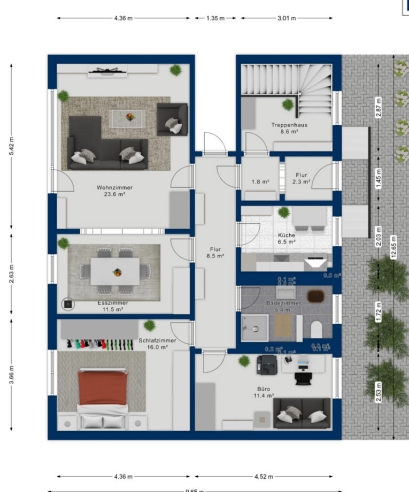 4.36 m
1.35 m
3.01 m
5.42 m
2.63 m
3.66 m
Wohnzimmer
23.6 m²
Treppenhaus
8.6 m²
1.8 m²
Flur
2.3 m²
Flur
8.5 m²
Küche
6.5 m²
Esszimmer
11.5 m²
Badezimmer
Schlafzimmer
16.0 m²
Büro
11.4 m²
2.87 m
1.45 m
2.03 m
1.72 m
2.53 m
12.65 m
4.36 m
4.52 m